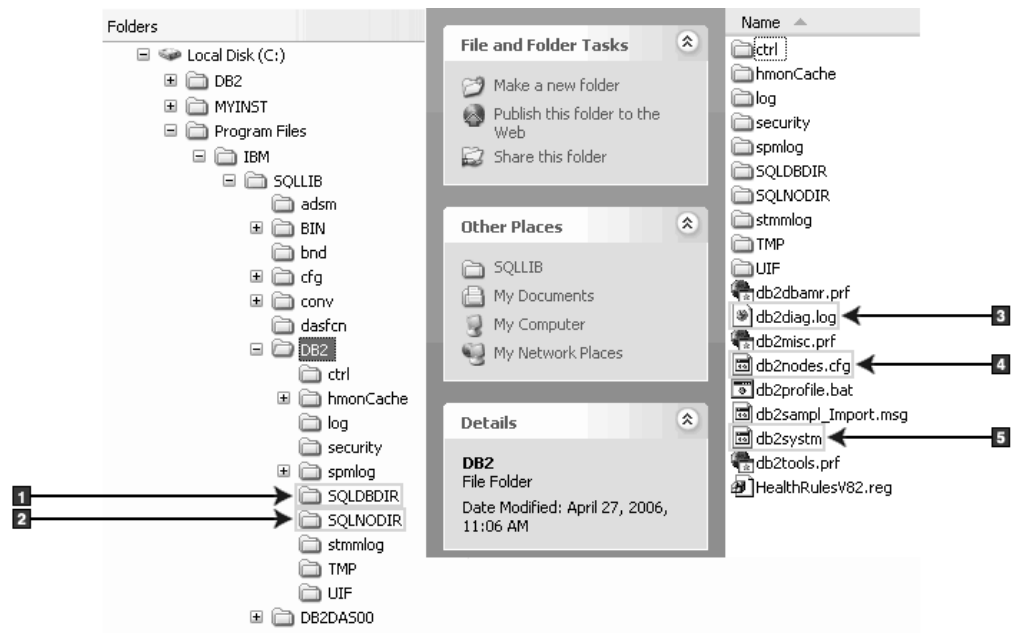 Folders
Local Disk (C:)
DB2
MYINST
Program Files
IBM
SQLLIB
adsm
BIN
bnd
cfg
conv
dasfcn
DB2
ctrl
hmonCache
log
security
spmlog
1
SQLDBDIR
2
SQLNODIR
stmmlog
TMP
UIF
DB2DAS00
File and Folder Tasks
Make a new folder
Publish this folder to the
Web
Share this folder
Other Places
SQLLIB
My Documents
My Computer
My Network Places
Details
DB2
File Folder
Date Modified: April 27, 2006,
11:06 AM
Name
ctrl
hmonCache
log
security
spmlog
SQLDBDIR
SQLNODIR
stmmlog
TMP
UIF
db2dbamr.prf
db2diag.log
3
db2misc.prf
db2nodes.cfg
4
db2profile.bat
db2sampl_Import.msg
db2systm
5
db2tools.prf
HealthRulesV82.reg